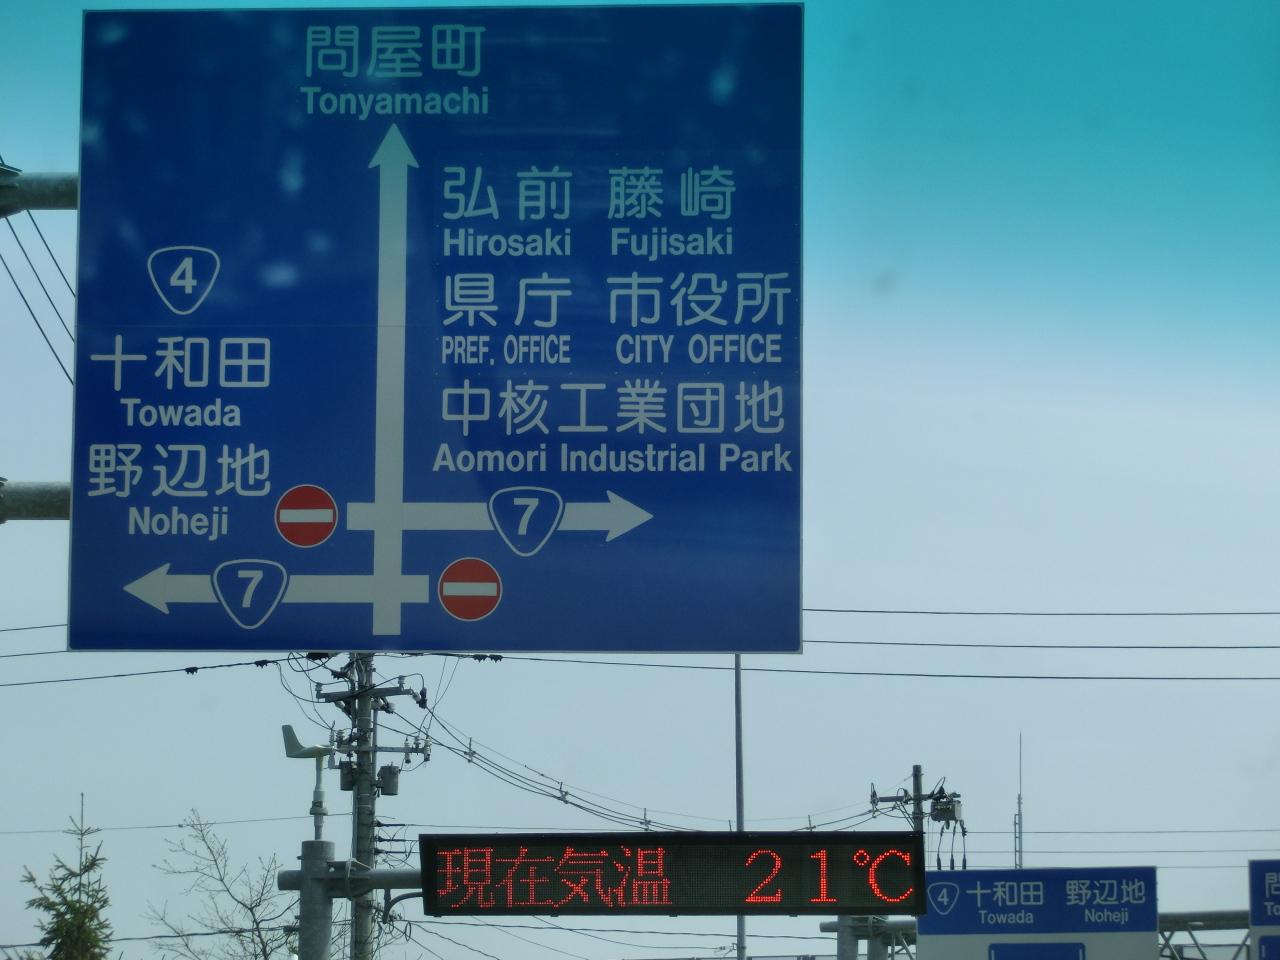 問屋町
Tonyamachi
弘前 藤崎
Hirosaki Fujisaki
県庁 市役所
PREF. OFFICE CITY OFFICE
中核工業団地
Aomori Industrial Park
4
十和田
Towada
野辺地
Noheji
7
7
現在気温 21℃
4 十和田 野辺地
Towada Noheji